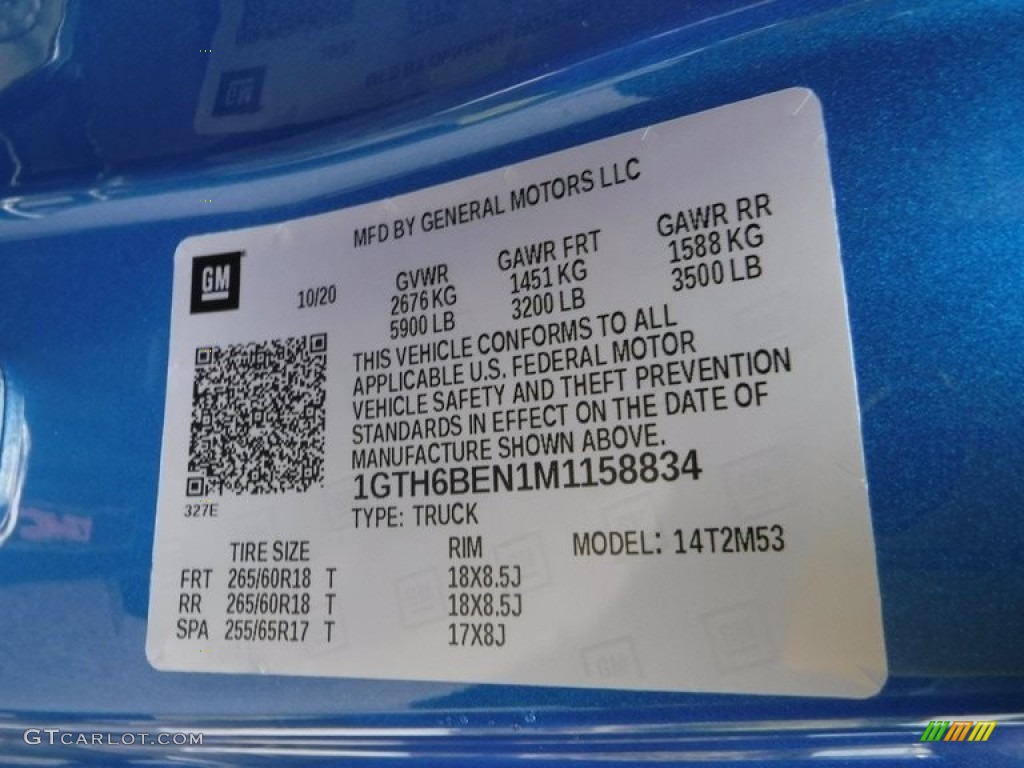 MFD BY GENERAL MOTORS LLC
GM
10/20
GVWR GAWR FRT GAWR RR
2676 KG 1451 KG 1588 KG
5900 LB 3200 LB 3500 LB
THIS VEHICLE CONFORMS TO ALL
APPLICABLE U.S. FEDERAL MOTOR
VEHICLE SAFETY AND THEFT PREVENTION
STANDARDS IN EFFECT ON THE DATE OF
MANUFACTURE SHOWN ABOVE.
327E
1GTH6BEN1M1158834
TYPE: TRUCK
TIRE SIZE RIM MODEL: 14T2M53
FRT 265/60R18 T 18X8.5J
RR 265/60R18 T 18X8.5J
SPA 255/65R17 T 17X8J
GTCARLOT.COM